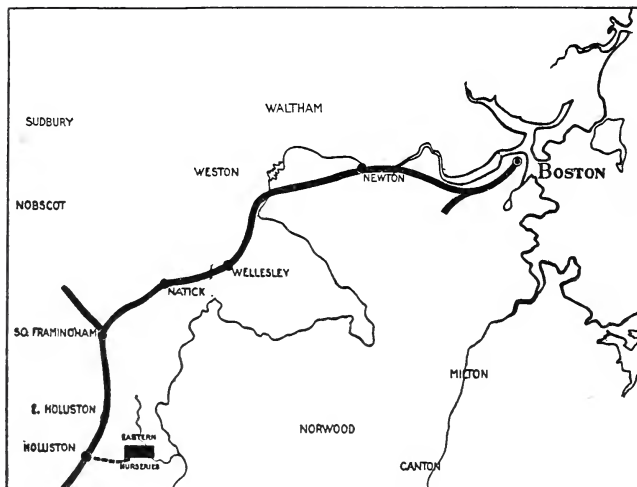 WALTHAM
SUDBURY
BOSTON
WESTON
NEWTON
NOBSCOT
WELLESLEY
NATICK
SO. FRAMINGHAM
MILTON
E. HOLLISTON
NORWOOD
EASTERN
HOLLISTON
NURSERIES
CANTON